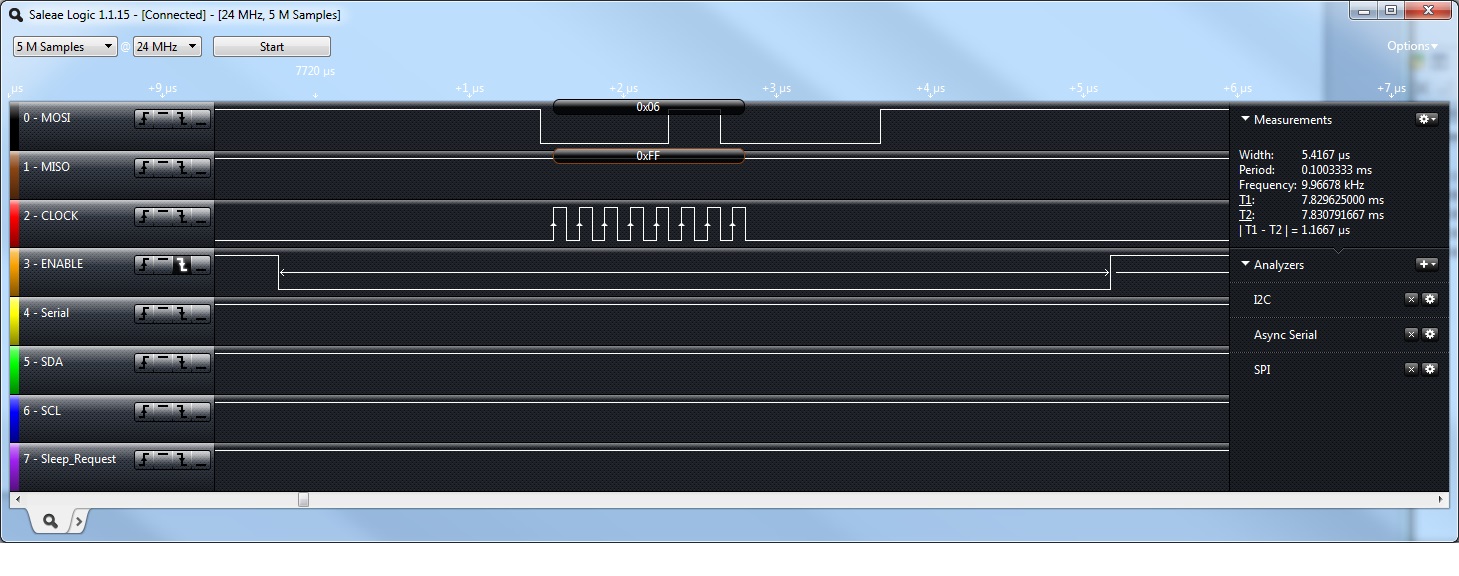 Saleae Logic 1.1.15 - [Connected] - [24 MHz, 5 M Samples]
5 M Samples @ 24 MHz Start Options
7720 µs
µs +9 µs +1 µs +2 µs +3 µs +4 µs +5 µs +6 µs +7 µs
0 - MOSI 0x06
1 - MISO 0xFF
2 - CLOCK
3 - ENABLE
4 - Serial
5 - SDA
6 - SCL
7 - Sleep_Request
Measurements
Width: 5.4167 µs
Period: 0.1003333 ms
Frequency: 9.96678 kHz
T1: 7.829625000 ms
T2: 7.830791667 ms
| T1 - T2 | = 1.1667 µs
Analyzers
I2C
Async Serial
SPI